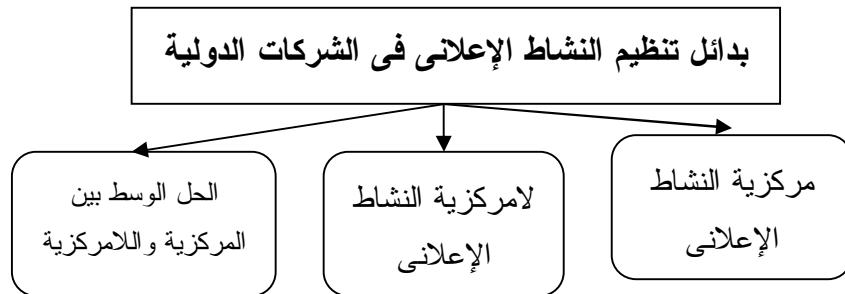 بدائل تنظيم النشاط الإعلانى فى الشركات الدولية
مركزية النشاط
الإعلانى
لامركزية النشاط
الإعلانى
الحل الوسط بين
المركزية واللامركزية